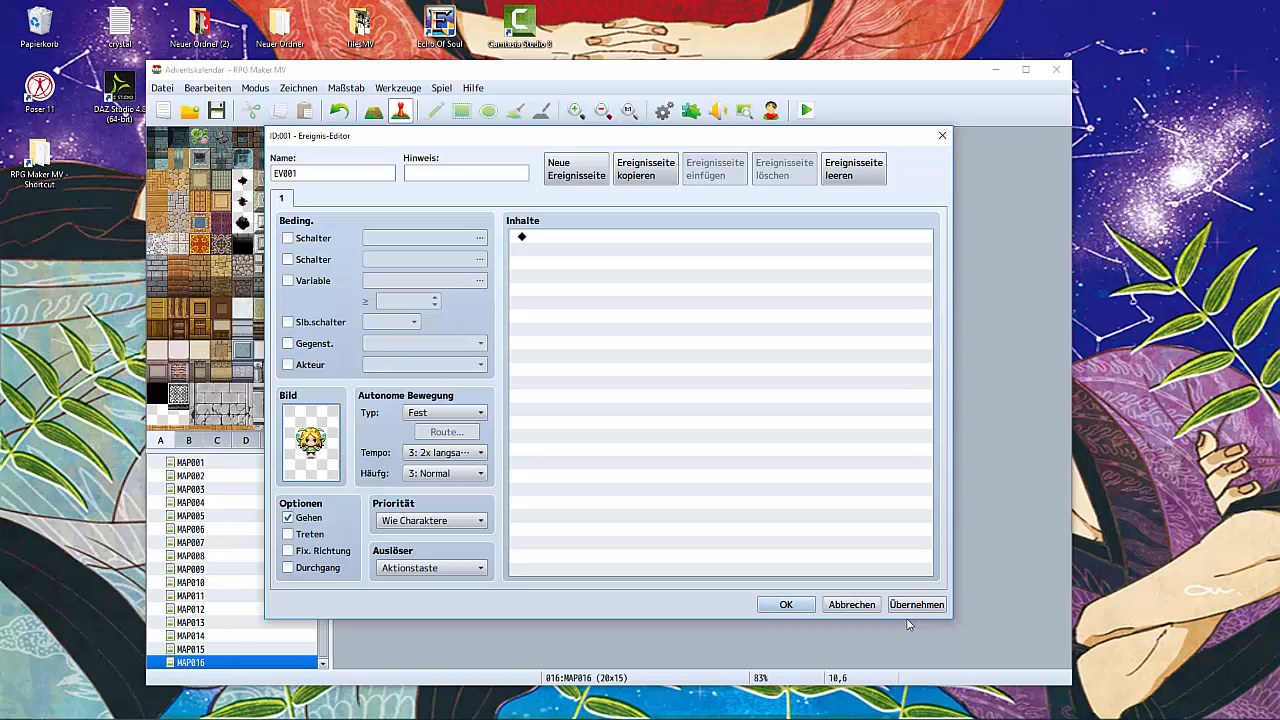 Papierkorb
crystal
Neuer Ordner (2)
Neuer Ordner
TilesMV
Echo Of Soul
Camtasia Studio 8
Poser 11
DAZ Studio 4.8
(64-bit)
RPG Maker MV -
Shortcut
Adventskalendar - RPG Maker MV
Datei Bearbeiten Modus Zeichnen Maßstab Werkzeuge Spiel Hilfe
ID:001 - Ereignis-Editor
Name:
Hinweis:
EV001
Neue
Ereignisseite
Ereignisseite
kopieren
Ereignisseite
einfügen
Ereignisseite
löschen
Ereignisseite
leeren
1
Beding.
Schalter
Schalter
Variable
≥
Slb.schalter
Gegenst.
Akteur
Bild
Autonome Bewegung
Typ: Fest
Route...
Tempo: 3: 2x langsa···
Häufg: 3: Normal
Optionen
Gehen
Treten
Fix. Richtung
Durchgang
Priorität
Wie Charaktere
Auslöser
Aktionstaste
Inhalte
OK Abbrechen Übernehmen
A B C D
MAP001
MAP002
MAP003
MAP004
MAP005
MAP006
MAP007
MAP008
MAP009
MAP010
MAP011
MAP012
MAP013
MAP014
MAP015
MAP016
016:MAP016 (20x15) 83% 10,6